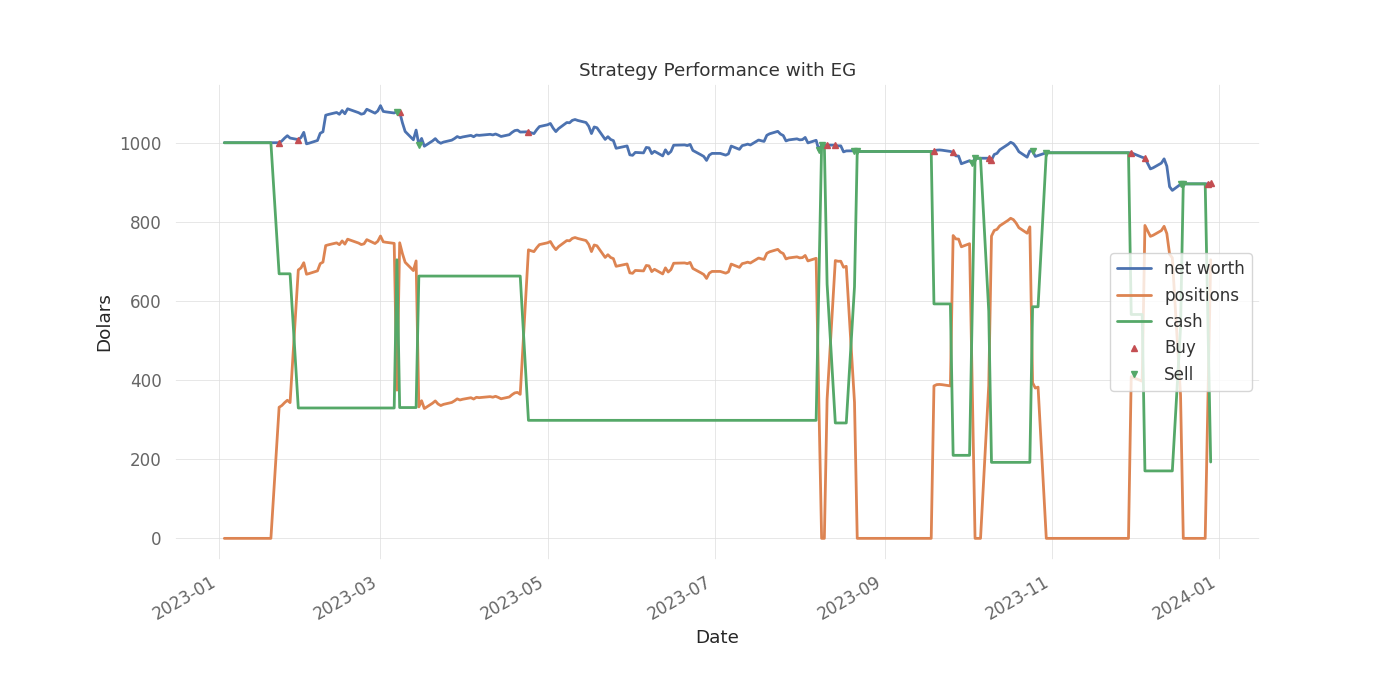 Strategy Performance with EG
Dolars
1000
800
600
400
200
0
net worth
positions
cash
Buy
Sell
2023-01
2023-03
2023-05
2023-07
2023-09
2023-11
2024-01
Date